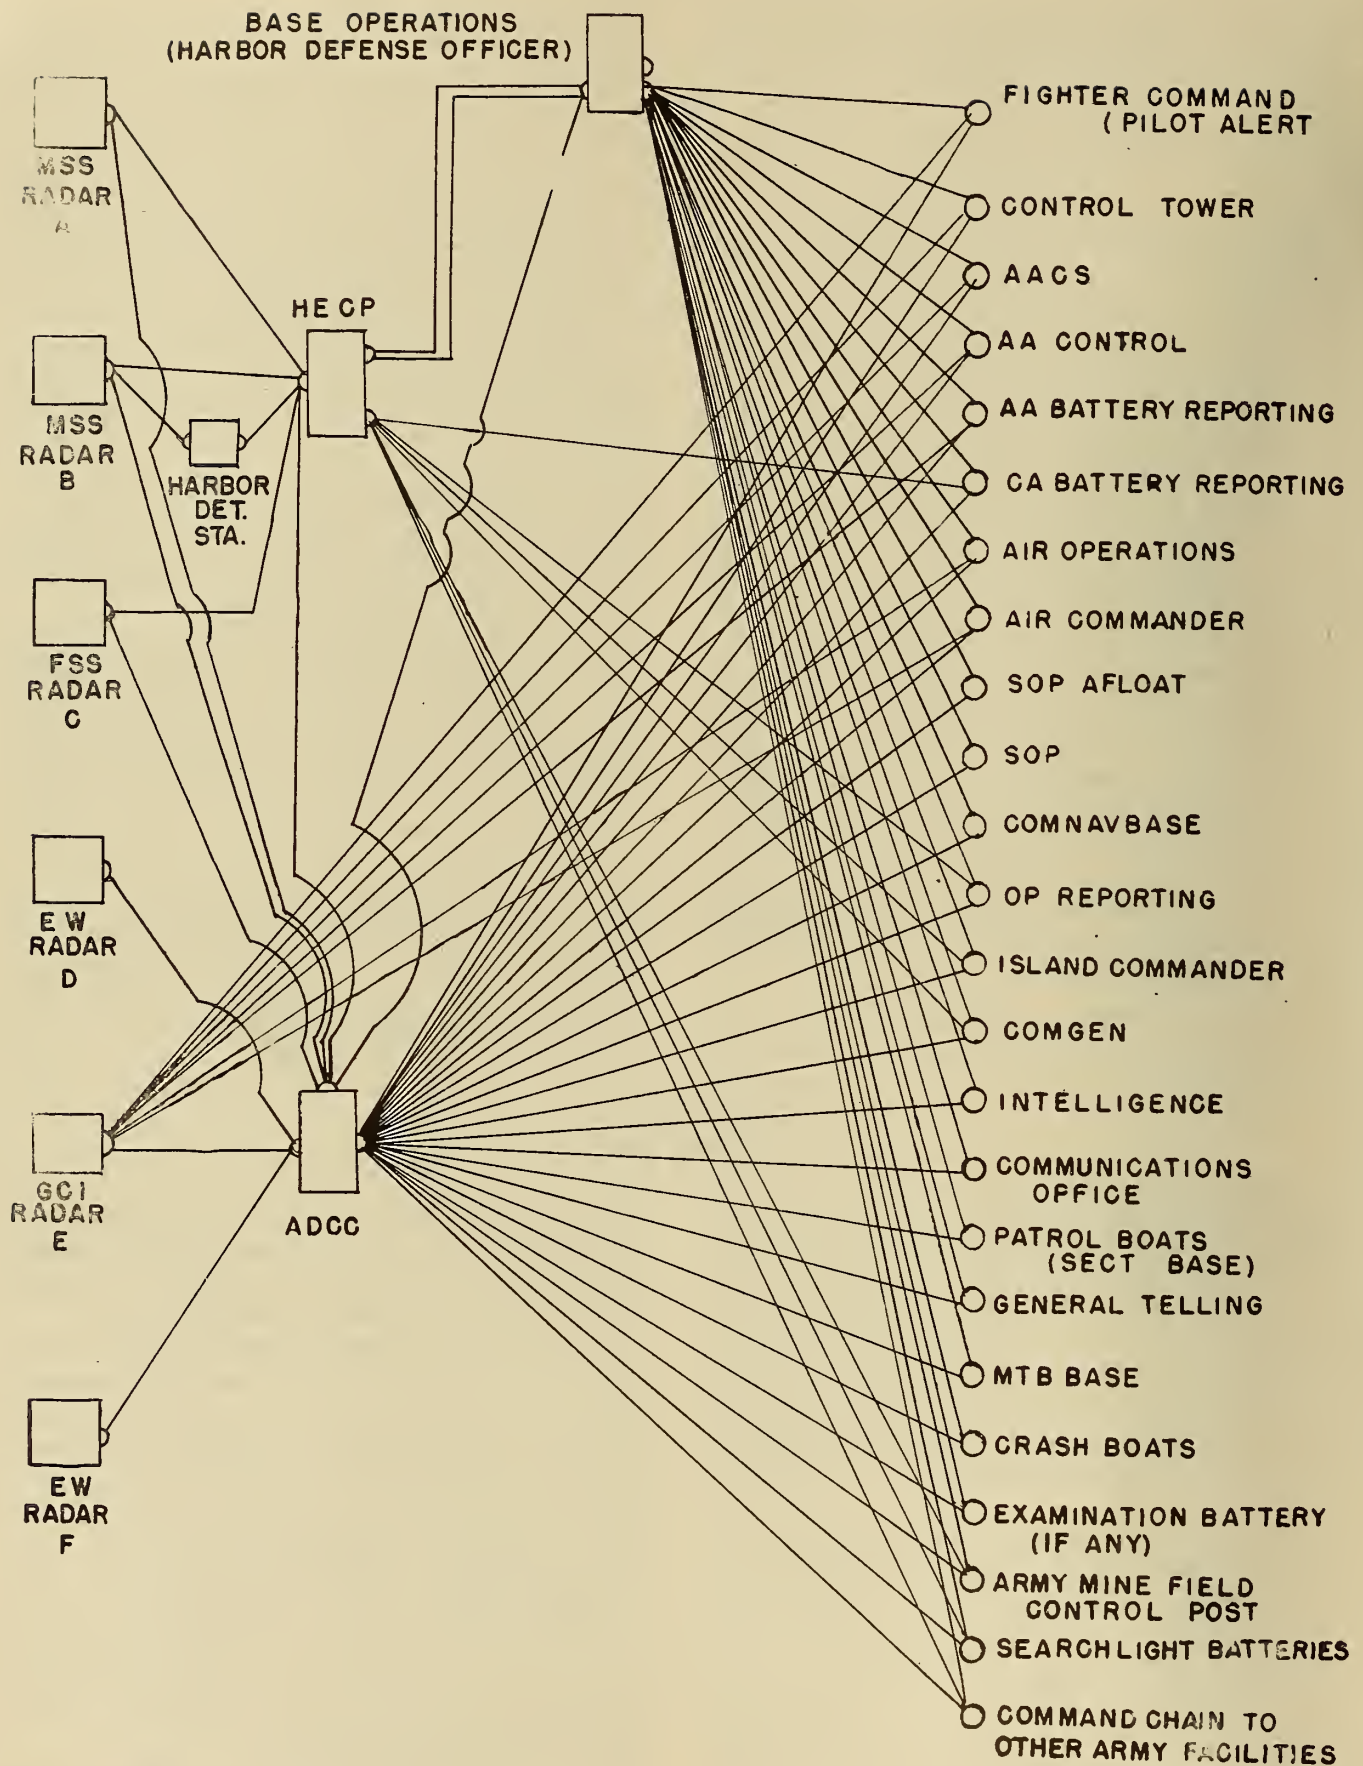 BASE OPERATIONS
(HARBOR DEFENSE OFFICER)
MSS
RADAR
A
HECP
MSS
RADAR
B
HARBOR
DET.
STA.
FSS
RADAR
C
EW
RADAR
D
GCI
RADAR
E
ADCC
EW
RADAR
F
FIGHTER COMMAND
(PILOT ALERT
CONTROL TOWER
AACS
AA CONTROL
AA BATTERY REPORTING
CA BATTERY REPORTING
AIR OPERATIONS
AIR COMMANDER
SOP AFLOAT
SOP
COMNAVBASE
OP REPORTING
ISLAND COMMANDER
COMGEN
INTELLIGENCE
COMMUNICATIONS
OFFICE
PATROL BOATS
(SECT BASE)
GENERAL TELLING
MTB BASE
CRASH BOATS
EXAMINATION BATTERY
(IF ANY)
ARMY MINE FIELD
CONTROL POST
SEARCHLIGHT BATTERIES
COMMAND CHAIN TO
OTHER ARMY FACILITIES